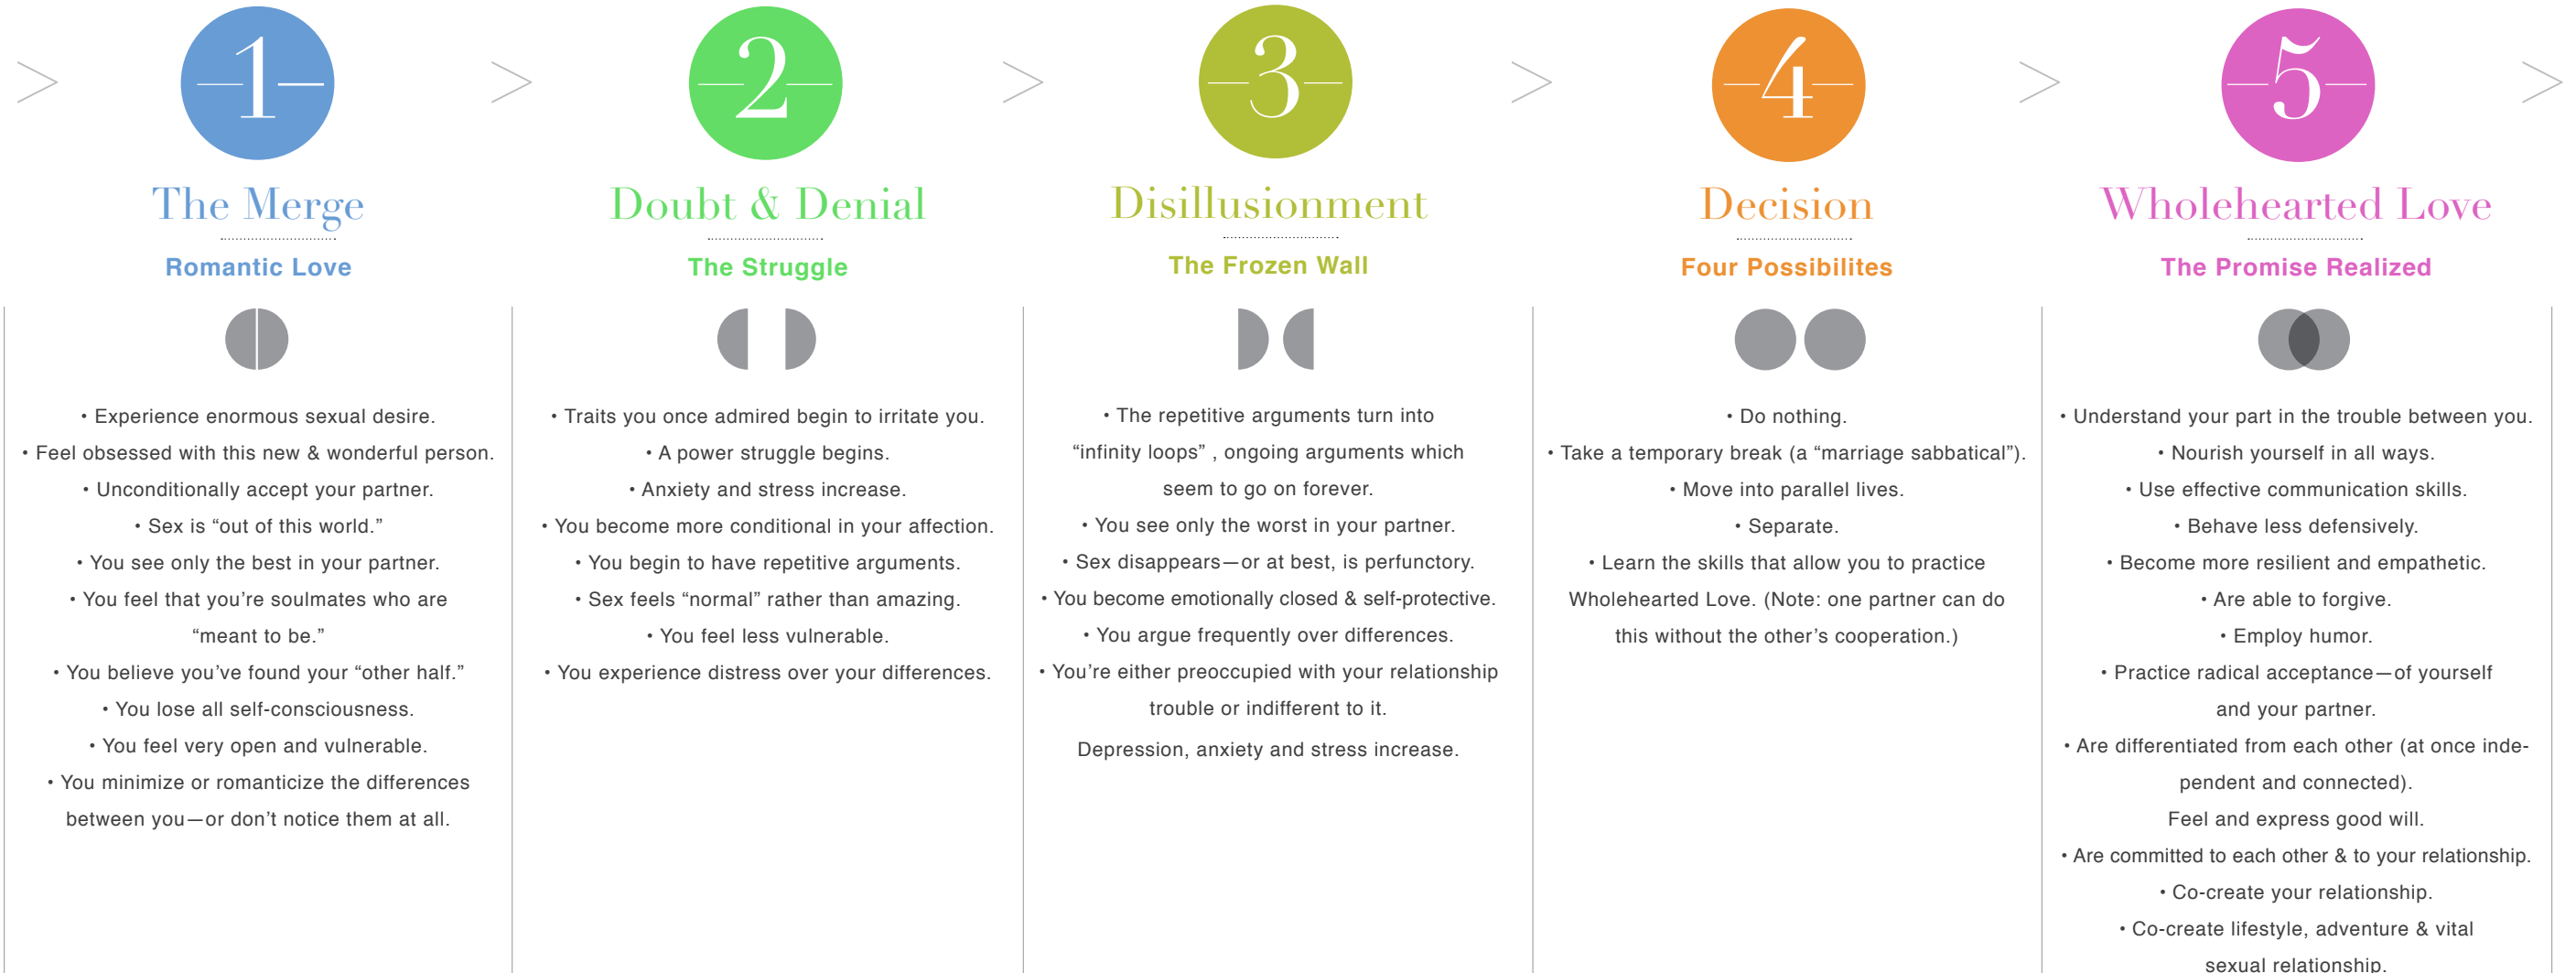 1
The Merge
Romantic Love
• Experience enormous sexual desire.
• Feel obsessed with this new & wonderful person.
• Unconditionally accept your partner.
• Sex is “out of this world.”
• You see only the best in your partner.
• You feel that you’re soulmates who are
“meant to be.”
• You believe you’ve found your “other half.”
• You lose all self-consciousness.
• You feel very open and vulnerable.
• You minimize or romanticize the differences
between you—or don’t notice them at all.
2
Doubt & Denial
The Struggle
• Traits you once admired begin to irritate you.
• A power struggle begins.
• Anxiety and stress increase.
• You become more conditional in your affection.
• You begin to have repetitive arguments.
• Sex feels “normal” rather than amazing.
• You feel less vulnerable.
• You experience distress over your differences.
3
Disillusionment
The Frozen Wall
• The repetitive arguments turn into
“infinity loops” , ongoing arguments which
seem to go on forever.
• You see only the worst in your partner.
• Sex disappears—or at best, is perfunctory.
• You become emotionally closed & self-protective.
• You argue frequently over differences.
• You’re either preoccupied with your relationship
trouble or indifferent to it.
Depression, anxiety and stress increase.
4
Decision
Four Possibilites
• Do nothing.
• Take a temporary break (a “marriage sabbatical”).
• Move into parallel lives.
• Separate.
• Learn the skills that allow you to practice
Wholehearted Love. (Note: one partner can do
this without the other’s cooperation.)
5
Wholehearted Love
The Promise Realized
• Understand your part in the trouble between you.
• Nourish yourself in all ways.
• Use effective communication skills.
• Behave less defensively.
• Become more resilient and empathetic.
• Are able to forgive.
• Employ humor.
• Practice radical acceptance—of yourself
and your partner.
• Are differentiated from each other (at once inde-
pendent and connected).
Feel and express good will.
• Are committed to each other & to your relationship.
• Co-create your relationship.
• Co-create lifestyle, adventure & vital
sexual relationship.